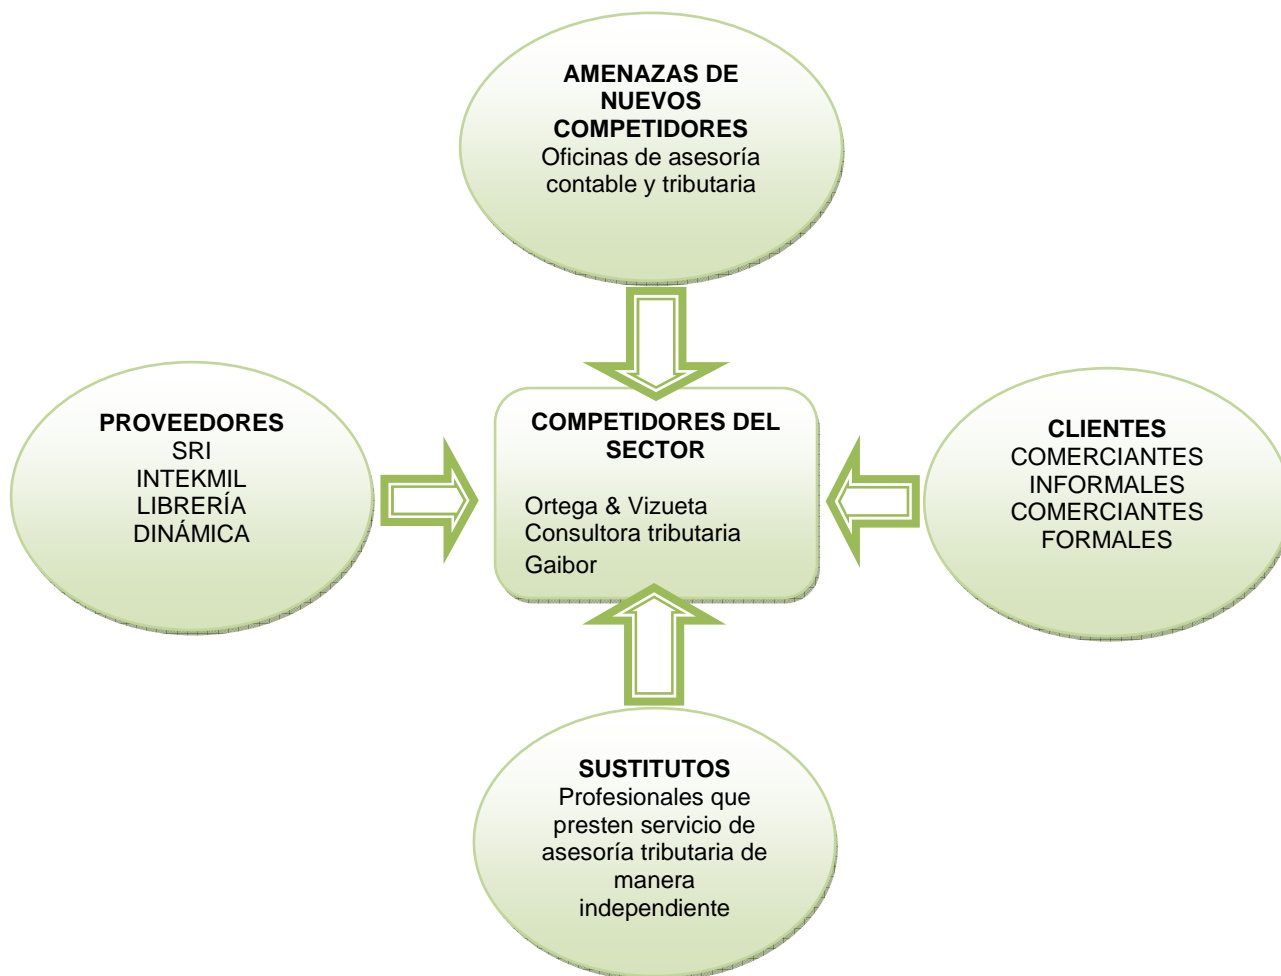 AMENAZAS DE
NUEVOS
COMPETIDORES
Oficinas de asesoría
contable y tributaria
PROVEEDORES
SRI
INTEKMIL
LIBRERÍA
DINÁMICA
COMPETIDORES DEL
SECTOR
Ortega & Vizueta
Consultora tributaria
Gaibor
CLIENTES
COMERCIANTES
INFORMALES
COMERCIANTES
FORMALES
SUSTITUTOS
Profesionales que
presten servicio de
asesoría tributaria de
manera
independiente